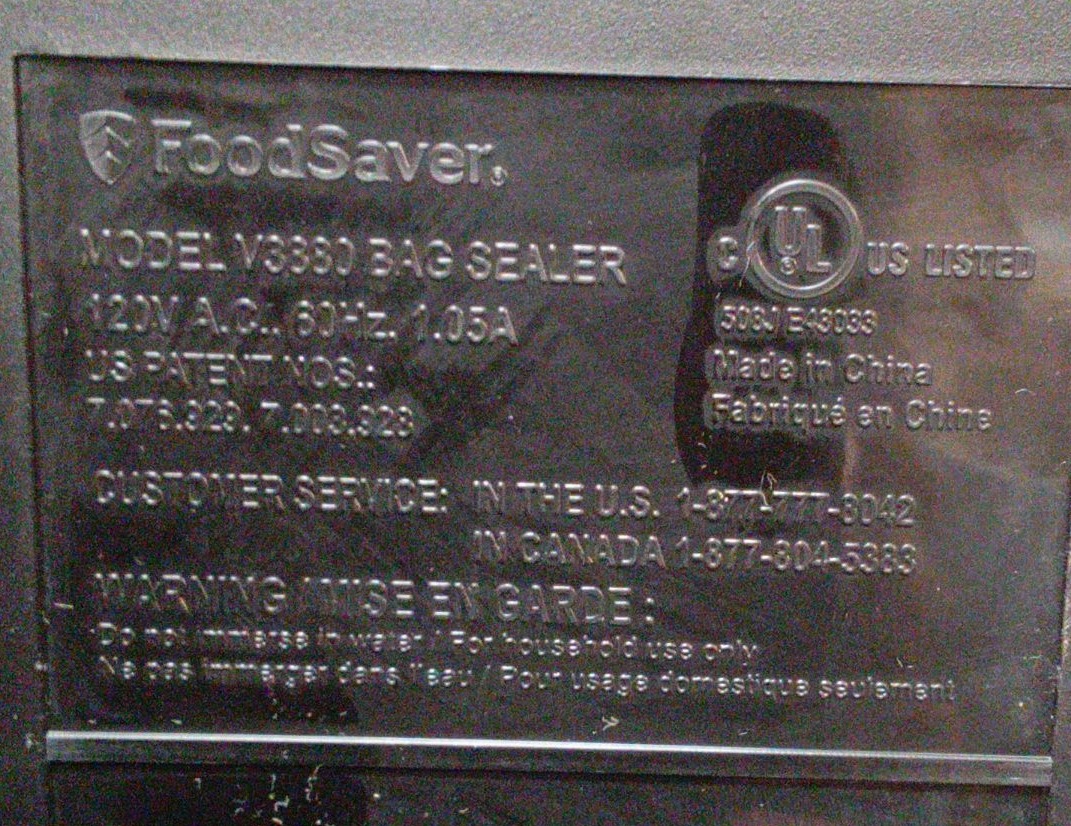 FoodSaver®
MODEL V3880 BAG SEALER
120V A.C., 60Hz. 1.05A
US PATENT NOS.:
7,076,929, 7,003,928
C UL® US LISTED
508J E43033
Made in China
Fabriqué en Chine
CUSTOMER SERVICE: IN THE U.S. 1-877-777-8042
IN CANADA 1-877-804-5383
WARNING / MISE EN GARDE :
Do not immerse in water / For household use only
Ne pas immerger dans l'eau / Pour usage domestique seulement